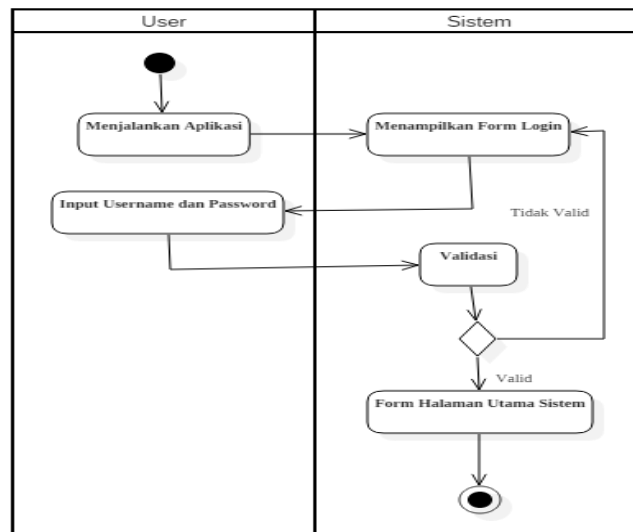 User
Sistem
Menjalankan Aplikasi
Menampilkan Form Login
Input Username dan Password
Tidak Valid
Validasi
Valid
Form Halaman Utama Sistem